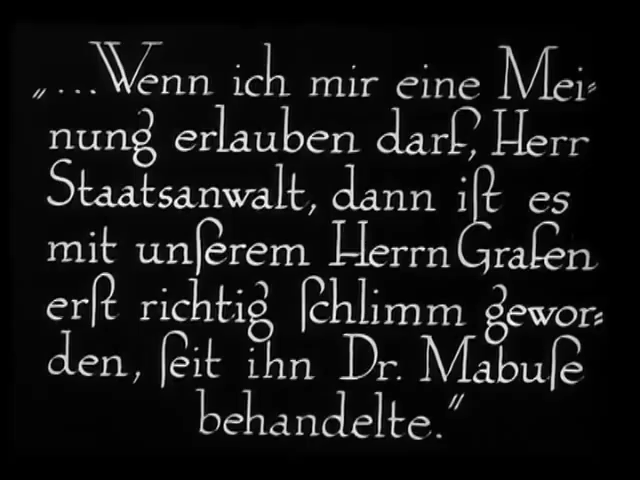 „...Wenn ich mir eine Mei⸗
nung erlauben darf, Herr
Staatsanwalt, dann iſt es
mit unſerem Herrn Grafen
erſt richtig ſchlimm gewor⸗
den, ſeit ihn Dr. Mabuſe
behandelte.“